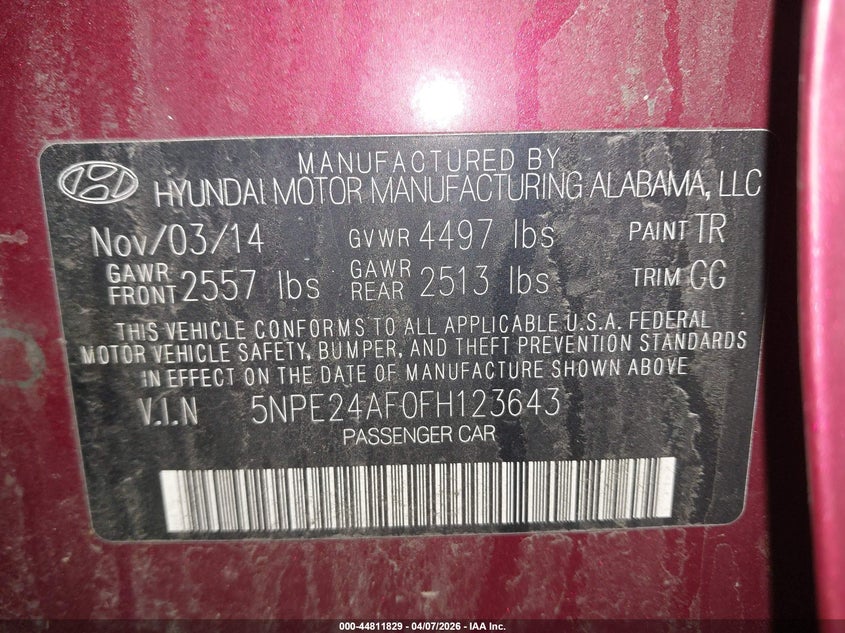 MANUFACTURED BY
HYUNDAI MOTOR MANUFACTURING ALABAMA, LLC
Nov/03/14 GVWR 4497 lbs PAINT TR
GAWR FRONT 2557 lbs GAWR REAR 2513 lbs TRIM GG
THIS VEHICLE CONFORMS TO ALL APPLICABLE U.S.A. FEDERAL
MOTOR VEHICLE SAFETY, BUMPER, AND THEFT PREVENTION STANDARDS
IN EFFECT ON THE DATE OF MANUFACTURE SHOWN ABOVE
V.I.N 5NPE24AF0FH123643
PASSENGER CAR
000-44811829 - 04/07/2026 - IAA Inc.